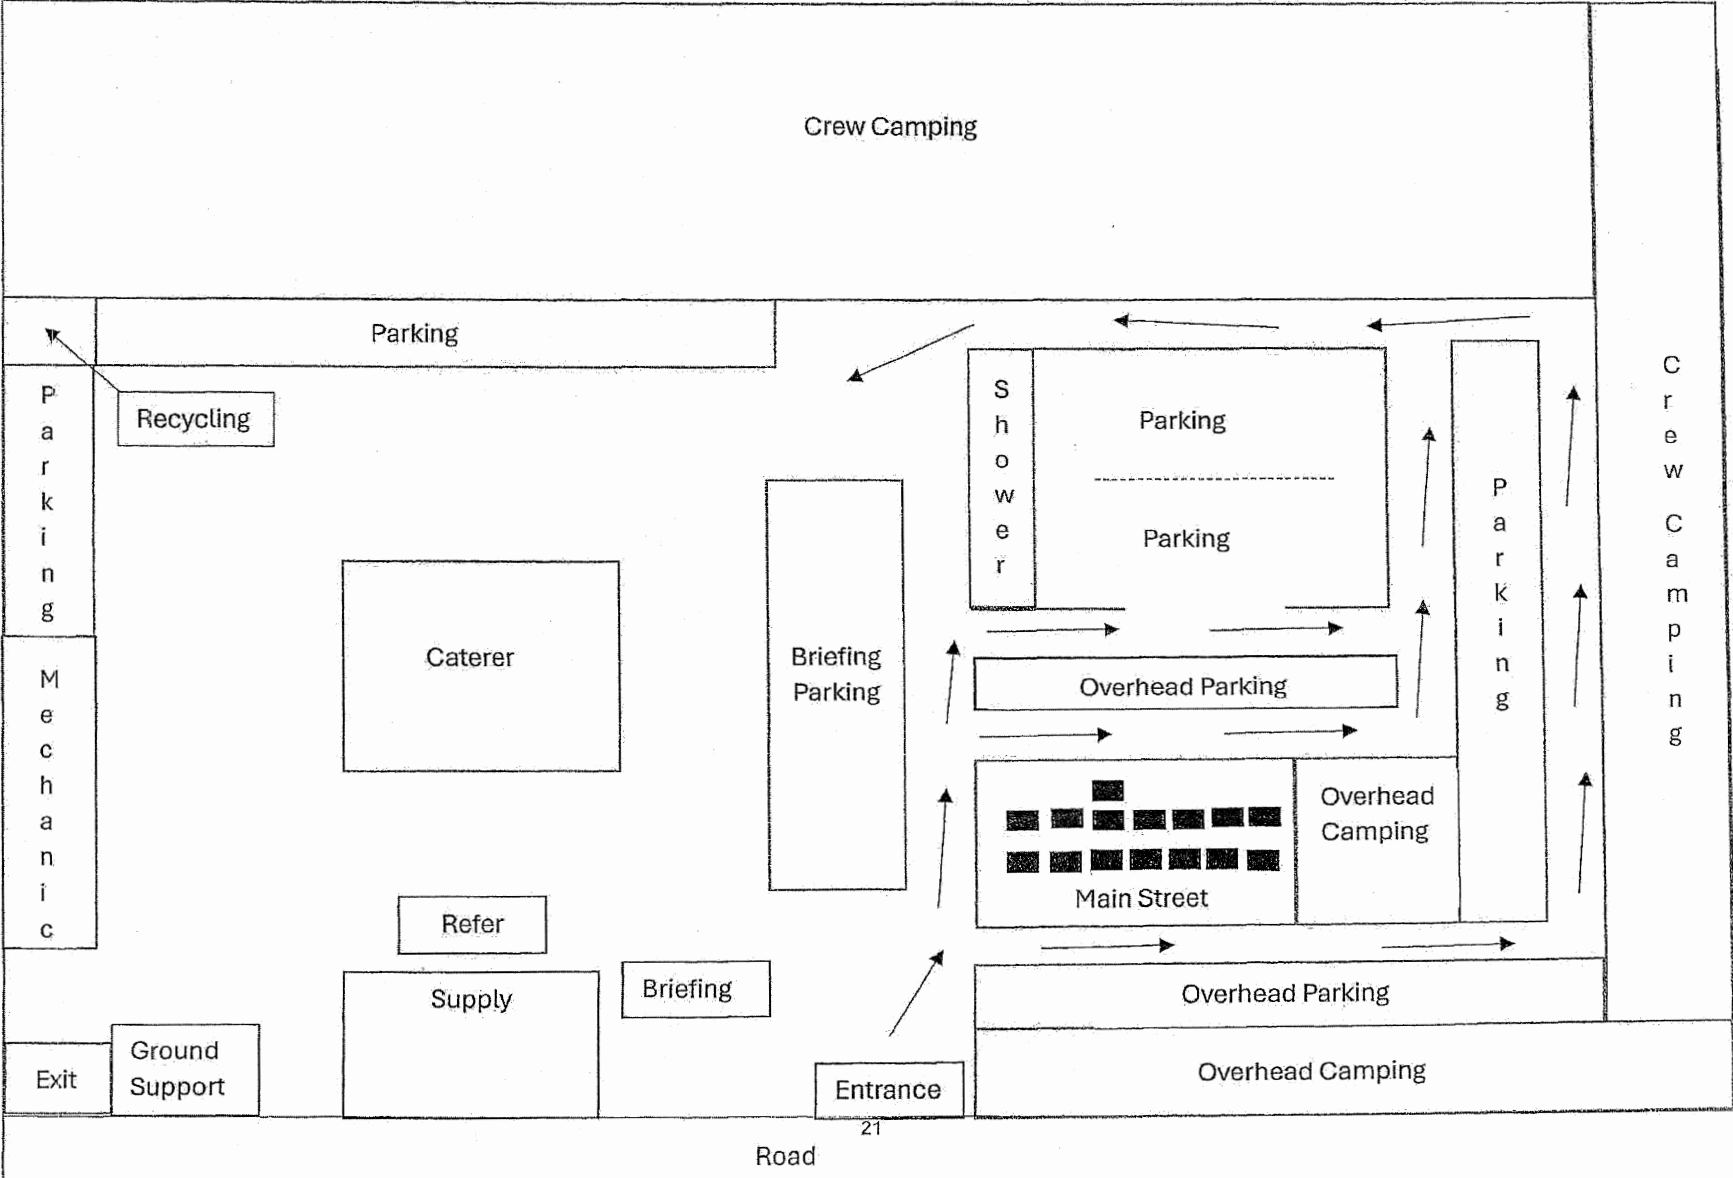 Crew Camping
Parking
Recycling
Parking
Mechanic
Shower
Parking
Parking
Parking
Crew Camping
Caterer
Briefing
Parking
Overhead Parking
Overhead
Camping
Main Street
Refer
Supply
Briefing
Overhead Parking
Ground
Support
Exit
Entrance
Overhead Camping
21
Road